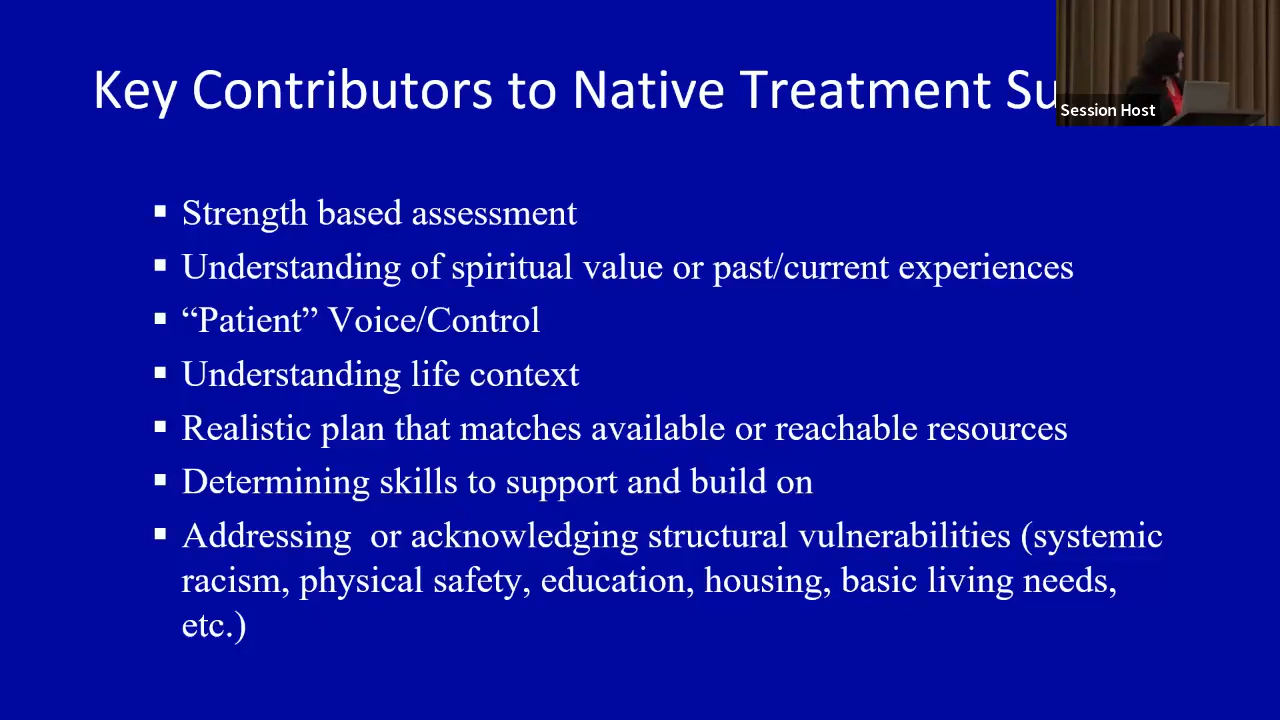 Key Contributors to Native Treatment
Session Host
▪ Strength based assessment
▪ Understanding of spiritual value or past/current experiences
▪ “Patient” Voice/Control
▪ Understanding life context
▪ Realistic plan that matches available or reachable resources
▪ Determining skills to support and build on
▪ Addressing  or acknowledging structural vulnerabilities (systemic
racism, physical safety, education, housing, basic living needs,
etc.)